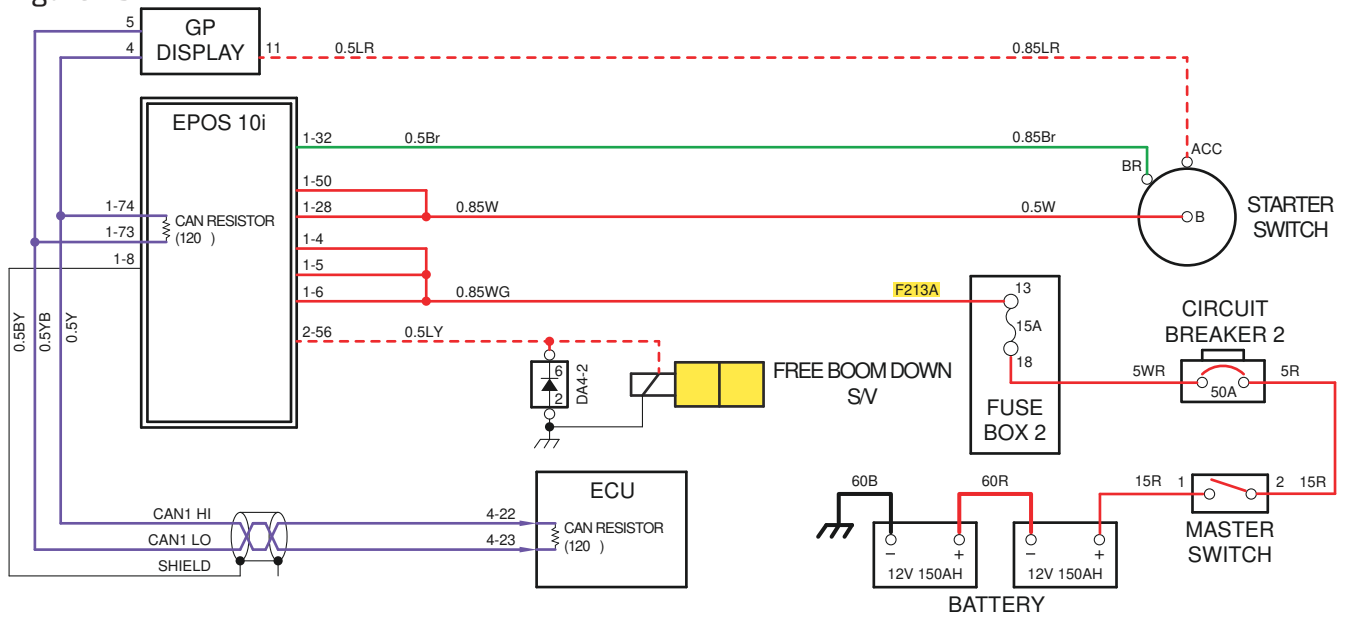 5
4
GP
DISPLAY
11
0.5LR
0.85LR
EPOS 10i
1-32
0.5Br
0.85Br
BR
ACC
1-50
1-28
0.85W
0.5W
B
STARTER
SWITCH
1-74
1-73
1-8
CAN RESISTOR
(120 )
1-4
1-5
1-6
0.85WG
F213A
13
15A
18
FUSE
BOX 2
CIRCUIT
BREAKER 2
5WR
50A
5R
0.5BY
0.5YB
0.5Y
2-56
0.5LY
6
2
DA4-2
FREE BOOM DOWN
S/V
CAN1 HI
CAN1 LO
SHIELD
4-22
4-23
ECU
CAN RESISTOR
(120 )
60B
60R
15R
1
2
15R
MASTER
SWITCH
– +
12V 150AH
– +
12V 150AH
BATTERY